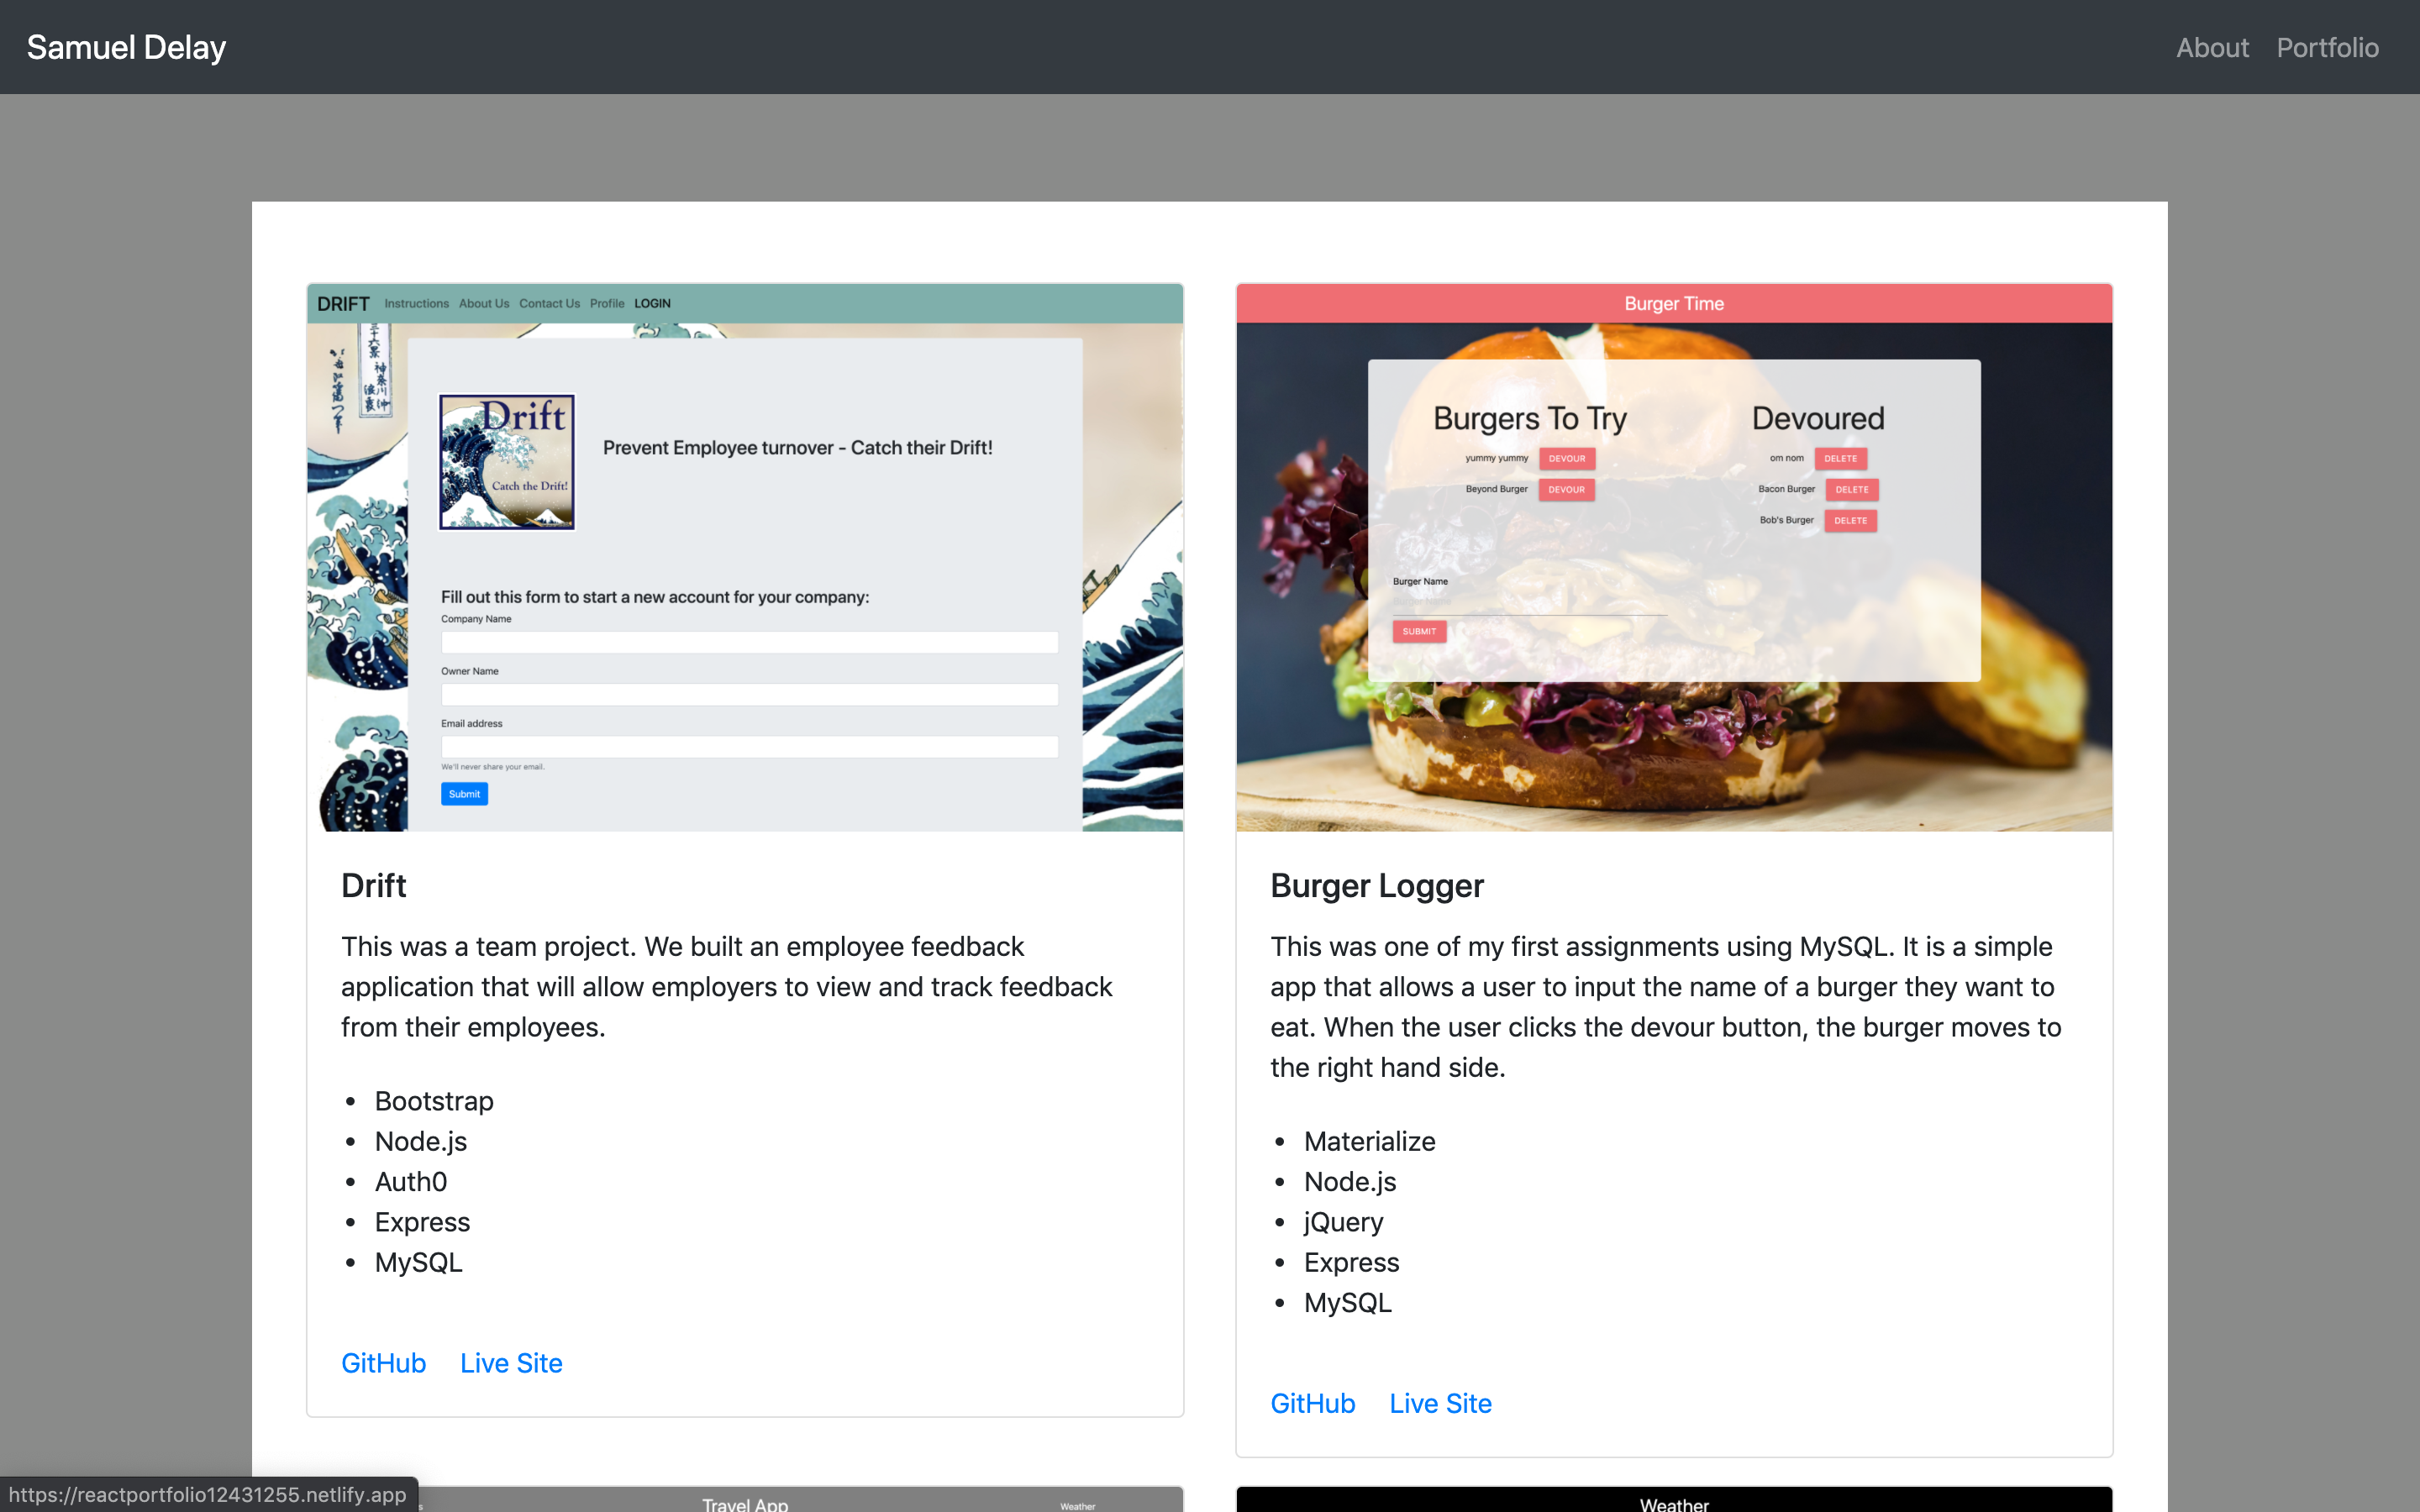 Samuel Delay
About Portfolio
DRIFT Instructions About Us Contact Us Profile LOGIN
神奈川沖
浪裏
Drift
Catch the Drift!
Prevent Employee turnover - Catch their Drift!
Fill out this form to start a new account for your company:
Company Name
Owner Name
Email address
We'll never share your email.
Submit
Drift
This was a team project. We built an employee feedback
application that will allow employers to view and track feedback
from their employees.
• Bootstrap
• Node.js
• Auth0
• Express
• MySQL
GitHub Live Site
Burger Time
Burgers To Try
yummy yummy DEVOUR
Beyond Burger DEVOUR
Devoured
om nom DELETE
Bacon Burger DELETE
Bob's Burger DELETE
Burger Name
SUBMIT
Burger Logger
This was one of my first assignments using MySQL. It is a simple
app that allows a user to input the name of a burger they want to
eat. When the user clicks the devour button, the burger moves to
the right hand side.
• Materialize
• Node.js
• jQuery
• Express
• MySQL
GitHub Live Site
Travel App Weather
Weather
https://reactportfolio12431255.netlify.app